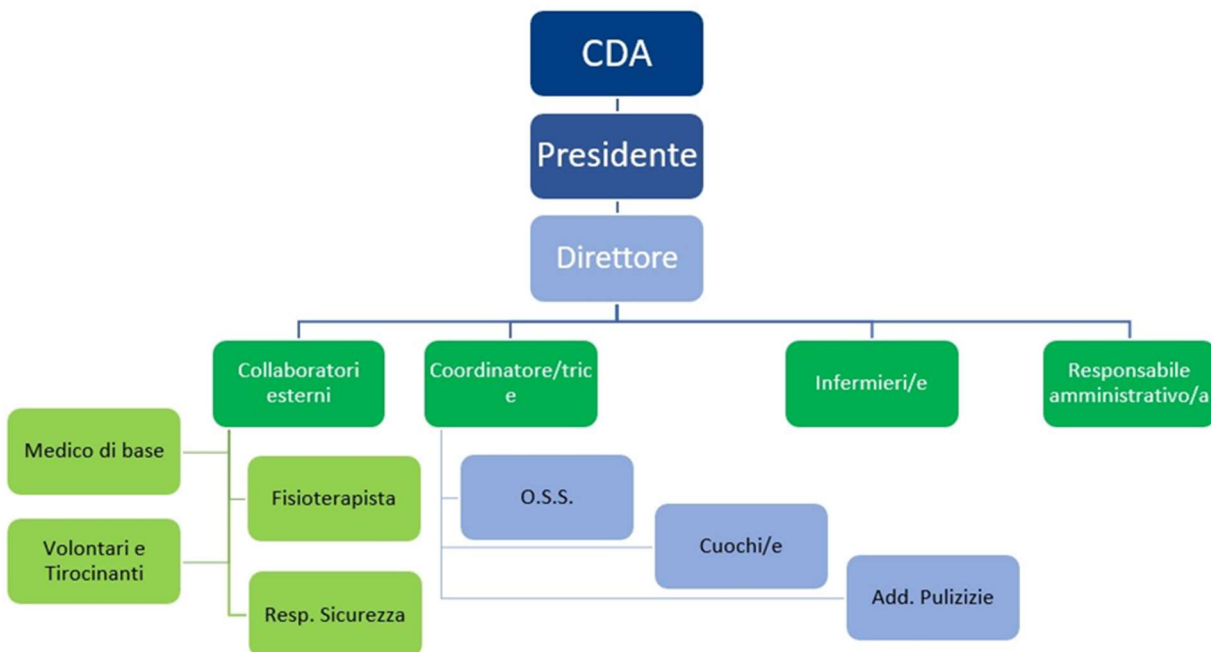 CDA
Presidente
Direttore
Collaboratori
esterni
Coordinatore/tric
e
Infermieri/e
Responsabile
amministrativo/a
Medico di base
Fisioterapista
Volontari e
Tirocinanti
Resp. Sicurezza
O.S.S.
Cuochi/e
Add. Pulizizie